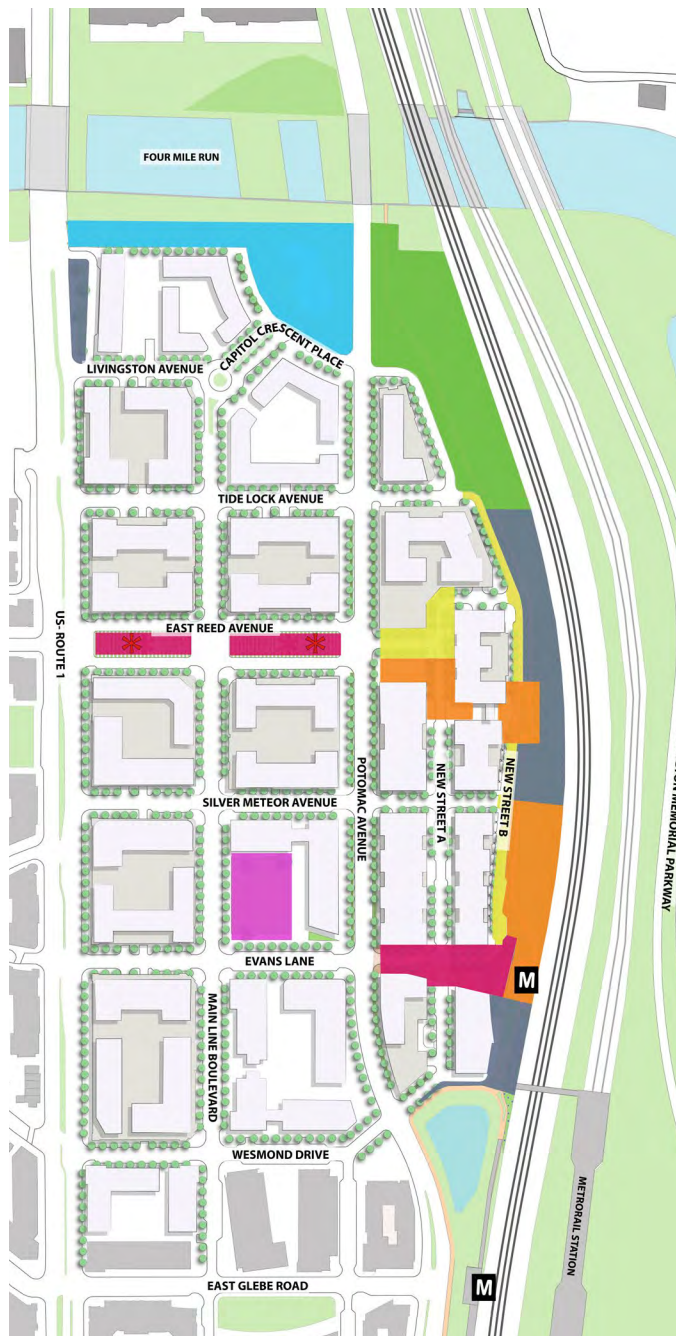 FOUR MILE RUN
CAPITOL CRESCENT PLACE
LIVINGSTON AVENUE
TIDE LOCK AVENUE
EAST REED AVENUE
US- ROUTE 1
POTOMAC AVENUE
NEW STREET A
NEW STREET B
MEMORIAL PARKWAY
SILVER METEOR AVENUE
EVANS LANE
M
MAIN LINE BOULEVARD
WESMOND DRIVE
METRORAIL STATION
EAST GLEBE ROAD
M